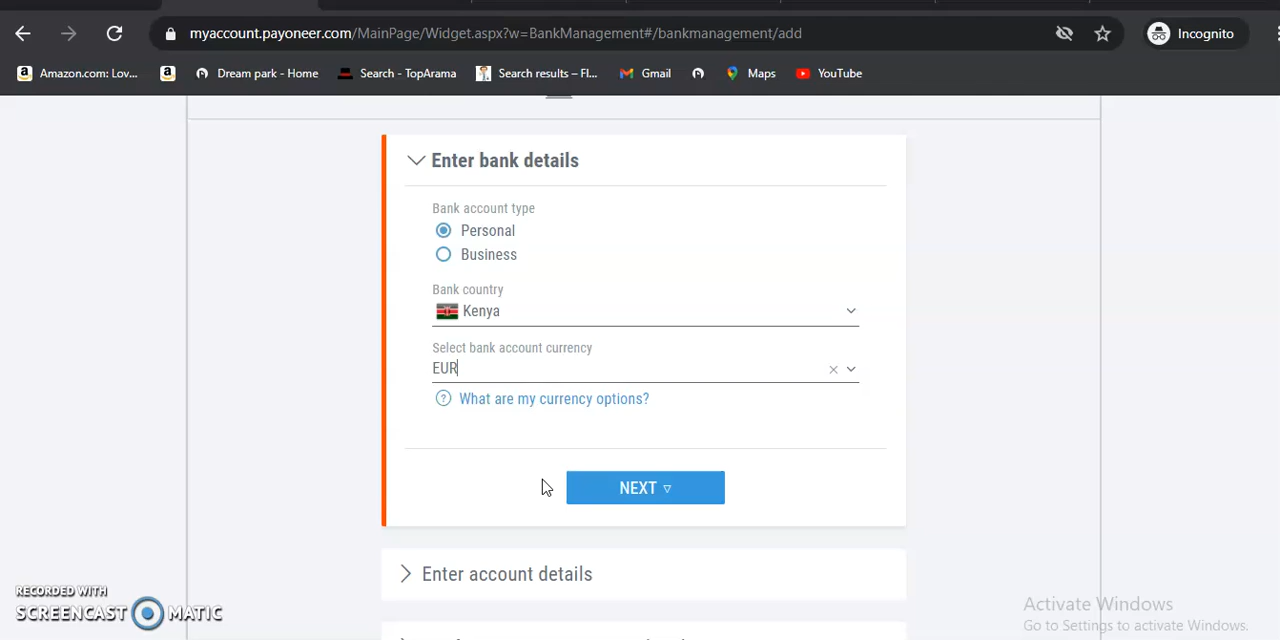 myaccount.payoneer.com/MainPage/Widget.aspx?w=BankManagement#/bankmanagement/add
Incognito
Amazon.com: Lov...
Dream park - Home
Search - TopArama
Search results – Fl...
Gmail
Maps
YouTube
Enter bank details
Bank account type
Personal
Business
Bank country
Kenya
Select bank account currency
EUR
What are my currency options?
NEXT
Enter account details
RECORDED WITH
SCREENCAST MATIC
Activate Windows
Go to Settings to activate Windows.